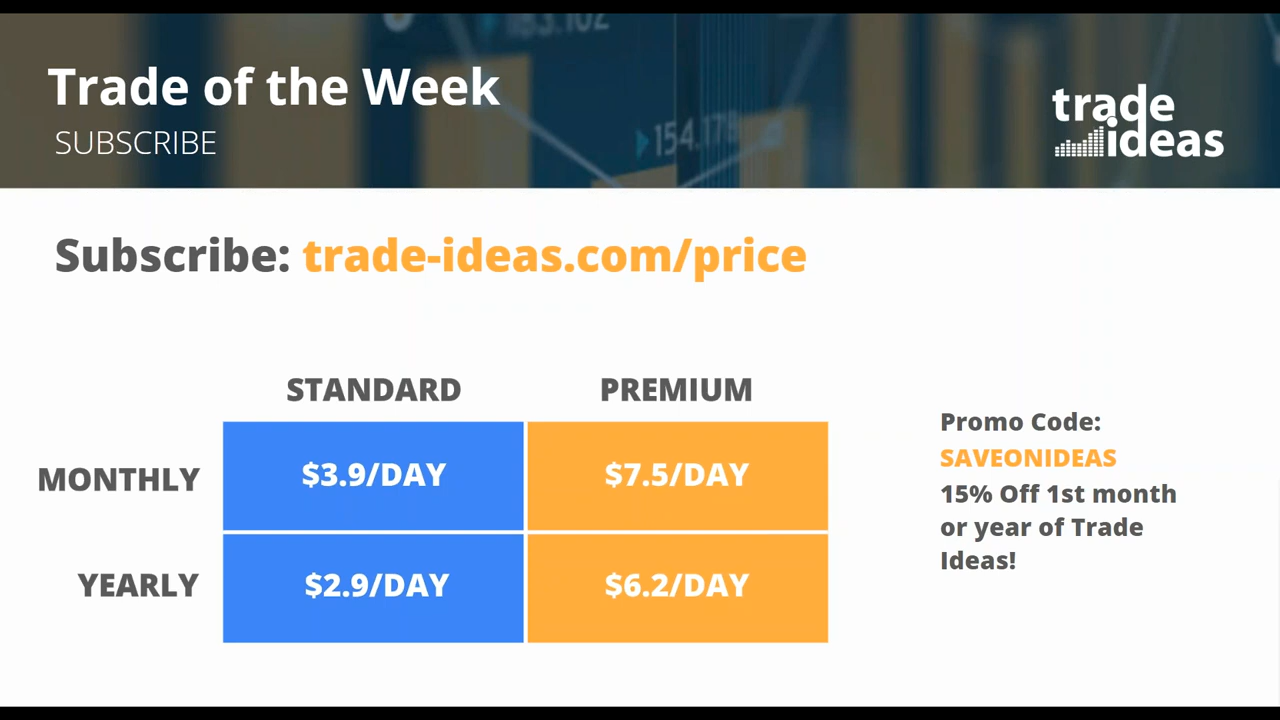 Trade of the Week
SUBSCRIBE
154.178
trade
ideas
Subscribe: trade-ideas.com/price
STANDARD
PREMIUM
MONTHLY
$3.9/DAY
$7.5/DAY
YEARLY
$2.9/DAY
$6.2/DAY
Promo Code:
SAVEONIDEAS
15% Off 1st month
or year of Trade
Ideas!